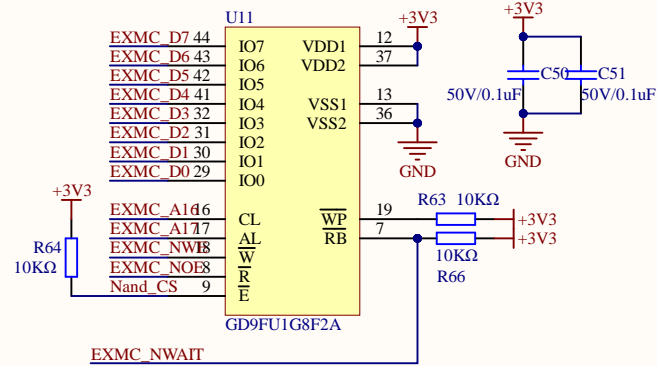 U11
+3V3
+3V3
EXMC_D7 44 IO7 VDD1 12
EXMC_D6 43 IO6 VDD2 37
EXMC_D5 42 IO5
EXMC_D4 41 IO4 VSS1 13
EXMC_D3 32 IO3 VSS2 36
EXMC_D2 31 IO2
EXMC_D1 30 IO1
EXMC_D0 29 IO0
GND
C50 C51
50V/0.1uF 50V/0.1uF
GND
+3V3
R64
10KΩ
EXMC_A16 16 CL WP 19 R63 10KΩ +3V3
EXMC_A17 17 AL RB 7 +3V3
10KΩ
R66
EXMC_NWE 18 W
EXMC_NOE 8 R
Nand_CS 9 E
GD9FU1G8F2A
EXMC_NWAIT